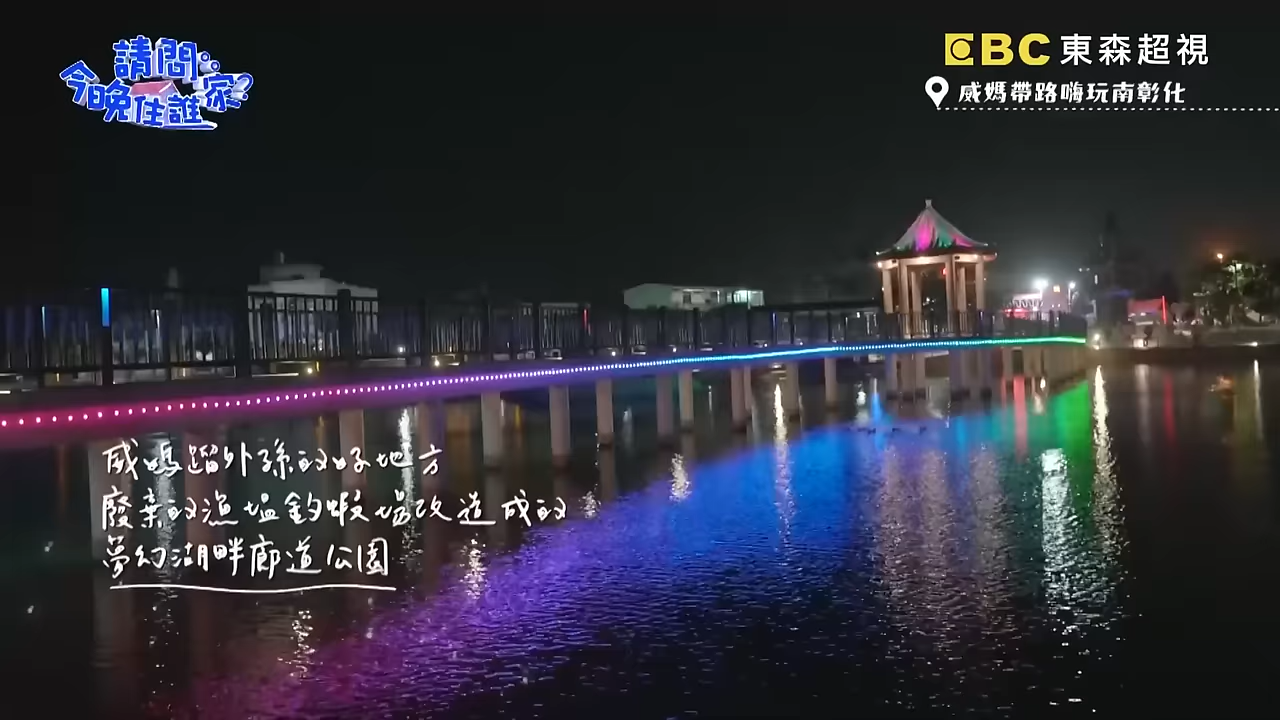 請問
今晚住誰家?
EBC東森超視
威媽帶路嗨玩南彰化
威媽蹓外孫的好地方
廢棄的漁塭釣蝦場改造成的
夢幻湖畔廊道公園